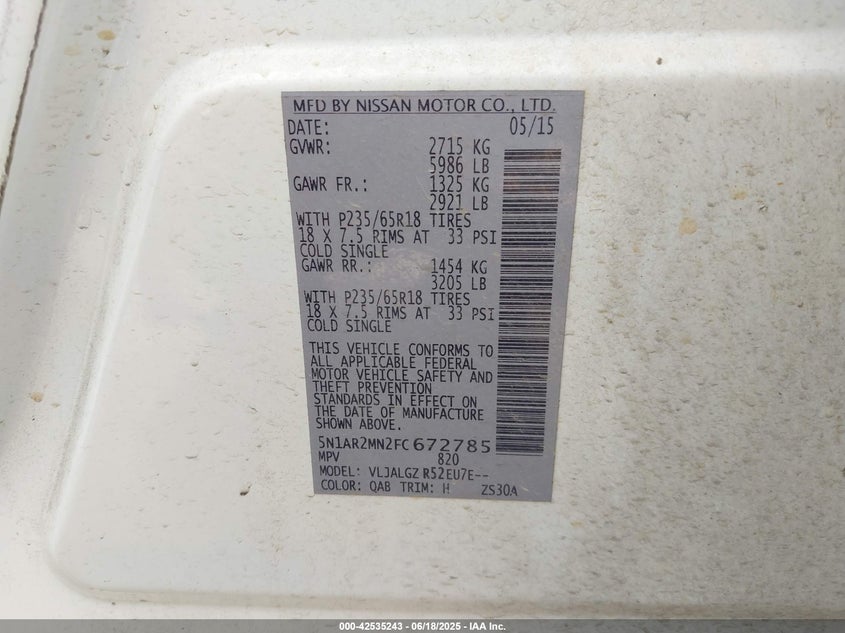 MFD BY NISSAN MOTOR CO., LTD.
DATE: 05/15
GVWR: 2715 KG
5986 LB
GAWR FR.: 1325 KG
2921 LB
WITH P235/65R18 TIRES
18 X 7.5 RIMS AT 33 PSI
COLD SINGLE
GAWR RR.: 1454 KG
3205 LB
WITH P235/65R18 TIRES
18 X 7.5 RIMS AT 33 PSI
COLD SINGLE
THIS VEHICLE CONFORMS TO
ALL APPLICABLE FEDERAL
MOTOR VEHICLE SAFETY AND
THEFT PREVENTION
STANDARDS IN EFFECT ON
THE DATE OF MANUFACTURE
SHOWN ABOVE.
5N1AR2MN2FC672785
MPV 820
MODEL: VLJALGZ R52EU7E--
COLOR: QAB TRIM: H ZS30A
000-42535243 - 06/18/2025 - IAA Inc.